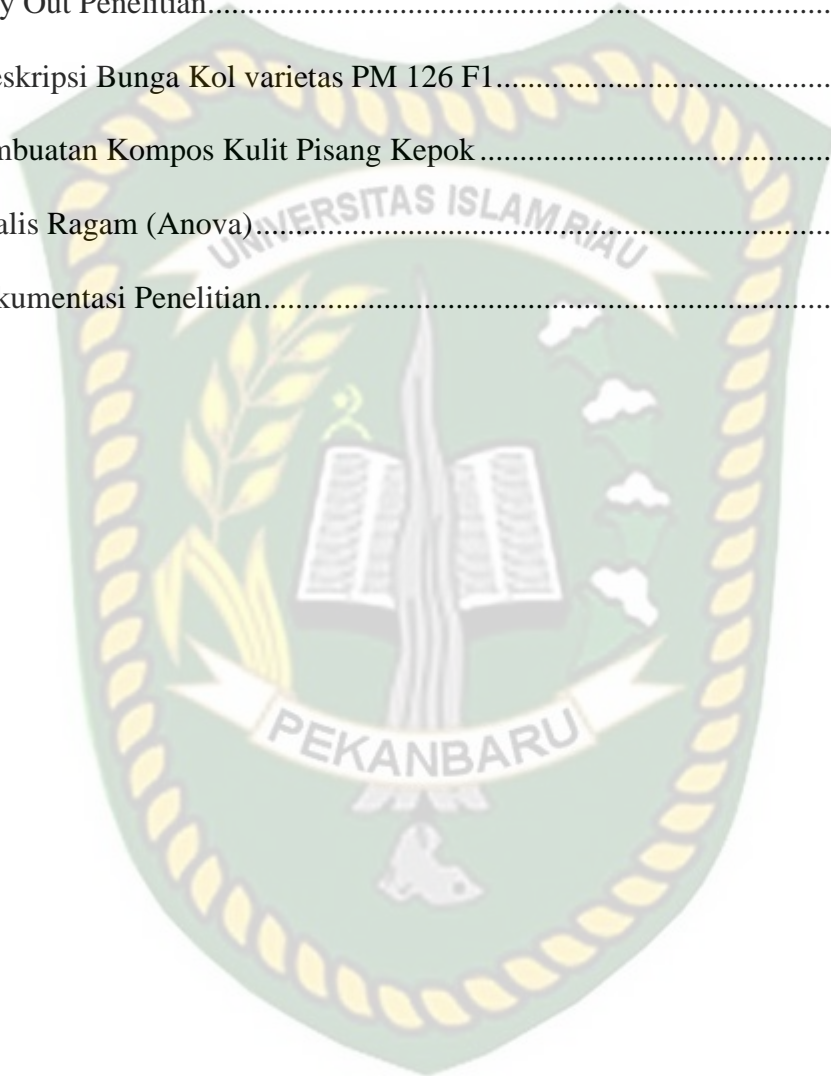 y Out Penelitian
eskripsi Bunga Kol varietas PM 126 F1
mbuatan Kompos Kulit Pisang Kepok
alis Ragam (Anova)
kumentasi Penelitian
UNIVERSITAS ISLAM RIAU
PEKANBARU